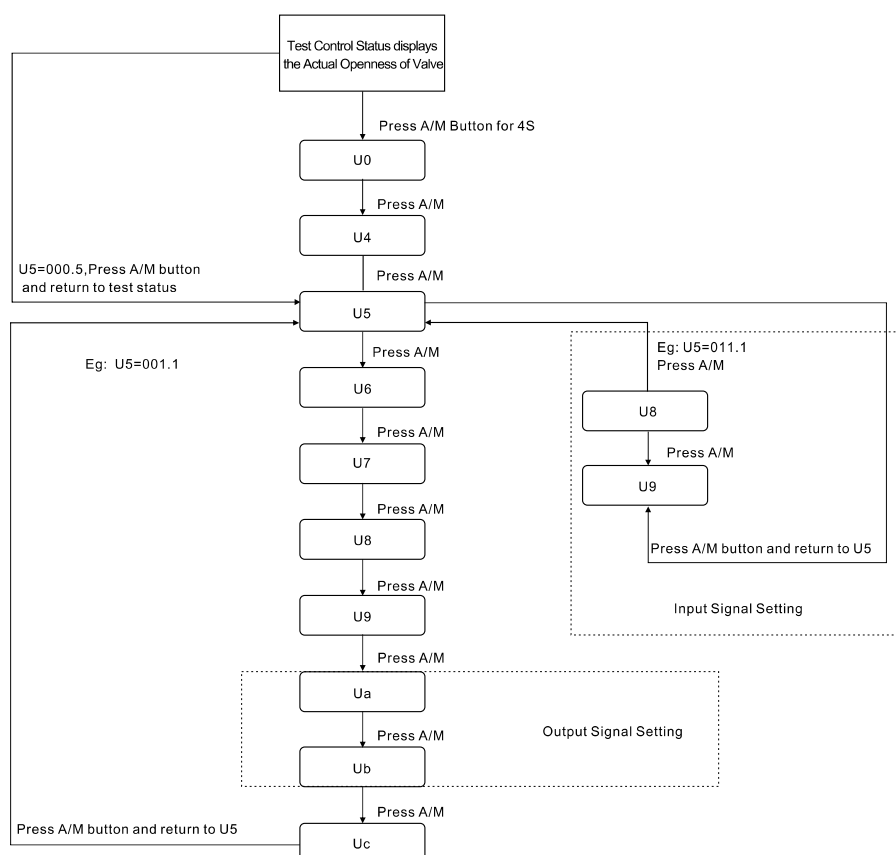 Test Control Status displays
the Actual Openness of Valve
Press A/M Button for 4S
U0
Press A/M
U4
Press A/M
U5=000.5,Press A/M button
and return to test status
U5
Press A/M
Eg: U5=001.1
U6
Press A/M
U7
Press A/M
U8
Press A/M
U9
Press A/M
Ua
Press A/M
Output Signal Setting
Ub
Press A/M
Press A/M button and return to U5
Uc
Eg: U5=011.1
Press A/M
U8
Press A/M
U9
Press A/M button and return to U5
Input Signal Setting